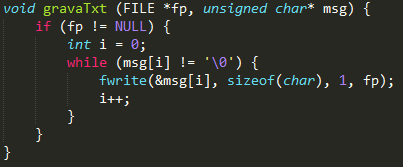 void gravaTxt (FILE *fp, unsigned char* msg) {
    if (fp != NULL) {
        int i = 0;
        while (msg[i] != '\0') {
            fwrite(&msg[i], sizeof(char), 1, fp);
            i++;
        }
    }
}